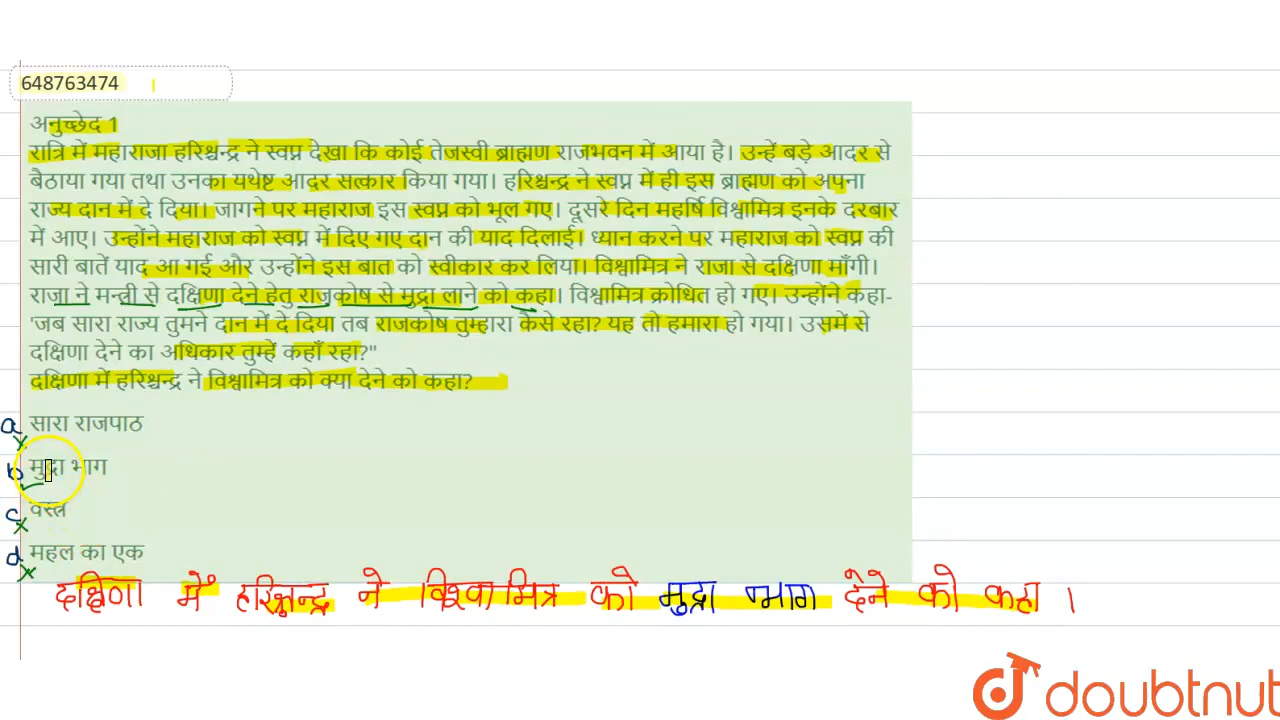 648763474
अनुच्छेद 1
रात्रि में महाराजा हरिश्चन्द्र ने स्वप्न देखा कि कोई तेजस्वी ब्राह्मण राजभवन में आया है। उन्हें बड़े आदर से
बैठाया गया तथा उनका यथेष्ट आदर सत्कार किया गया। हरिश्चन्द्र ने स्वप्न में ही इस ब्राह्मण को अपना
राज्य दान में दे दिया। जागने पर महाराज इस स्वप्न को भूल गए। दूसरे दिन महर्षि विश्वामित्र इनके दरबार
में आए। उन्होंने महाराज को स्वप्न में दिए गए दान की याद दिलाई। ध्यान करने पर महाराज को स्वप्न की
सारी बातें याद आ गई और उन्होंने इस बात को स्वीकार कर लिया। विश्वामित्र ने राजा से दक्षिणा माँगी।
राजा ने मन्त्री से दक्षिणा देने हेतु राजकोष से मुद्रा लाने को कहा। विश्वामित्र क्रोधित हो गए। उन्होंने कहा-
'जब सारा राज्य तुमने दान में दे दिया तब राजकोष तुम्हारा कैसे रहा? यह तो हमारा हो गया। उसमें से
दक्षिणा देने का अधिकार तुम्हें कहाँ रहा?"
दक्षिणा में हरिश्चन्द्र ने विश्वामित्र को क्या देने को कहा?
a सारा राजपाठ
b मुद्रा भाग
c वस्त्र
d महल का एक
दक्षिणा में हरिश्चन्द्र ने विश्वामित्र को मुद्रा भाग देने को कहा ।
doubtnut